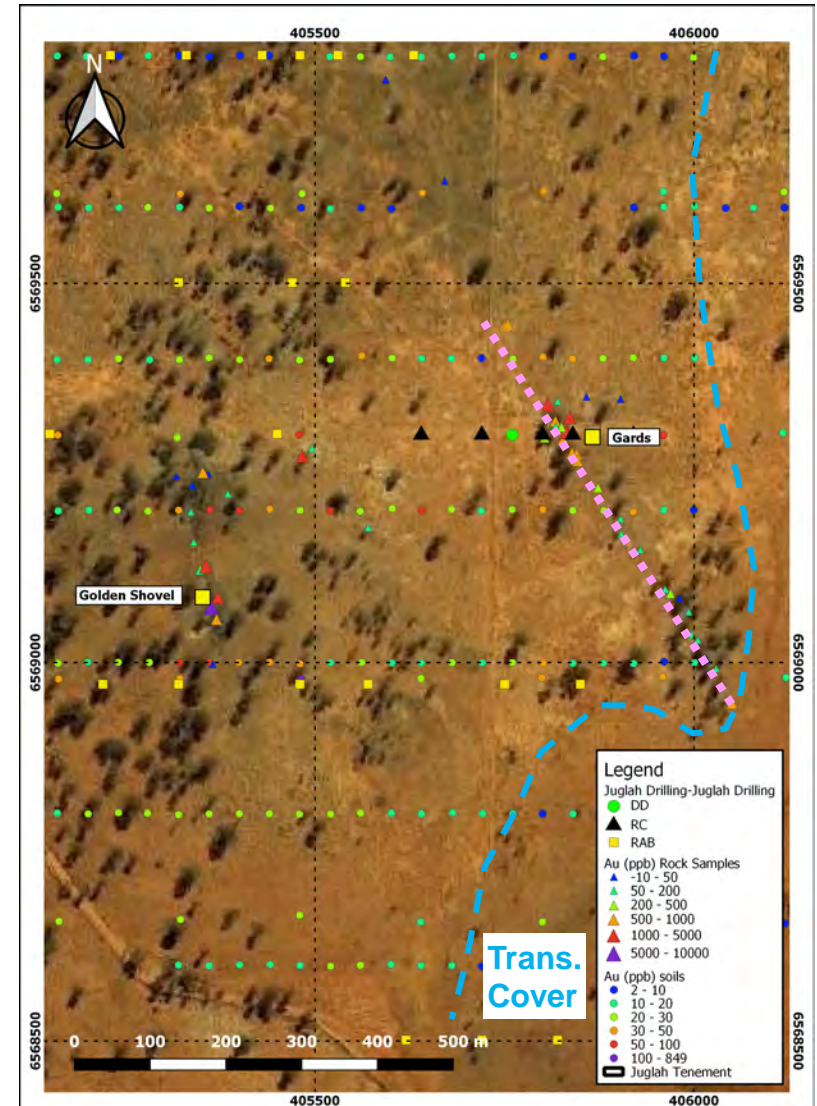 405500 406000
N
6569500 6569500
Gards
Golden Shovel
6569000 6569000
Legend
Juglah Drilling-Juglah Drilling
DD
RC
RAB
Au (ppb) Rock Samples
-10 - 50
50 - 200
200 - 500
500 - 1000
1000 - 5000
5000 - 10000
Au (ppb) soils
2 - 10
10 - 20
20 - 30
30 - 50
50 - 100
100 - 849
Juglah Tenement
Trans.
Cover
6568500 6568500
0 100 200 300 400 500 m
405500 406000